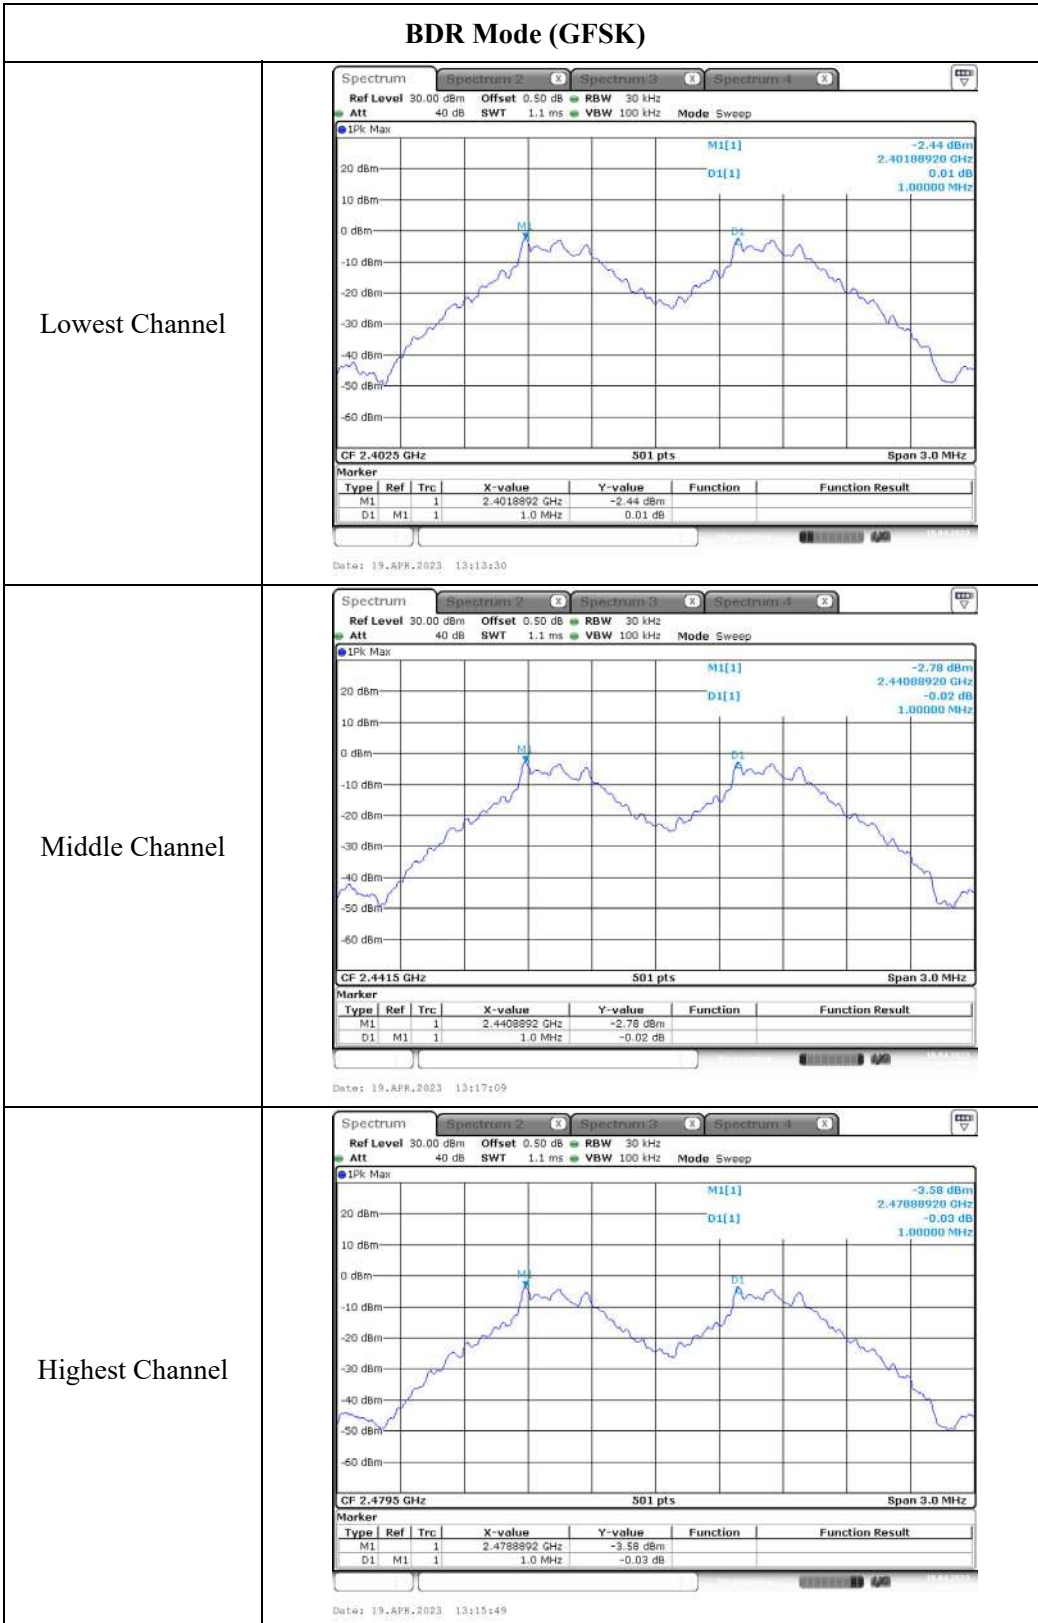 BDR Mode (GFSK)
Lowest Channel
Spectrum Spectrum 2 X Spectrum 3 X Spectrum 4 X
Ref Level 30.00 dBm Offset 0.50 dB RBW 30 kHz
Att 40 dB SWT 1.1 ms VBW 100 kHz Mode Sweep
1Pk Max
M1[1] -2.44 dBm
2.40188920 GHz
20 dBm D1[1] 0.01 dB
1.00000 MHz
10 dBm
0 dBm
M1 D1
-10 dBm
-20 dBm
-30 dBm
-40 dBm
-50 dBm
-60 dBm
CF 2.4025 GHz 501 pts Span 3.0 MHz
Marker
Type Ref Trc X-value Y-value Function Function Result
M1 1 2.4018892 GHz -2.44 dBm
D1 M1 1 1.0 MHz 0.01 dB
Date: 19.APR.2023 13:13:30
Middle Channel
Spectrum Spectrum 2 X Spectrum 3 X Spectrum 4 X
Ref Level 30.00 dBm Offset 0.50 dB RBW 30 kHz
Att 40 dB SWT 1.1 ms VBW 100 kHz Mode Sweep
1Pk Max
M1[1] -2.78 dBm
2.44088920 GHz
20 dBm D1[1] -0.02 dB
1.00000 MHz
10 dBm
0 dBm
M1 D1
-10 dBm
-20 dBm
-30 dBm
-40 dBm
-50 dBm
-60 dBm
CF 2.4415 GHz 501 pts Span 3.0 MHz
Marker
Type Ref Trc X-value Y-value Function Function Result
M1 1 2.4408892 GHz -2.78 dBm
D1 M1 1 1.0 MHz -0.02 dB
Date: 19.APR.2023 13:17:09
Highest Channel
Spectrum Spectrum 2 X Spectrum 3 X Spectrum 4 X
Ref Level 30.00 dBm Offset 0.50 dB RBW 30 kHz
Att 40 dB SWT 1.1 ms VBW 100 kHz Mode Sweep
1Pk Max
M1[1] -3.58 dBm
2.47888920 GHz
20 dBm D1[1] -0.03 dB
1.00000 MHz
10 dBm
0 dBm
M1 D1
-10 dBm
-20 dBm
-30 dBm
-40 dBm
-50 dBm
-60 dBm
CF 2.4795 GHz 501 pts Span 3.0 MHz
Marker
Type Ref Trc X-value Y-value Function Function Result
M1 1 2.4788892 GHz -3.58 dBm
D1 M1 1 1.0 MHz -0.03 dB
Date: 19.APR.2023 13:15:49